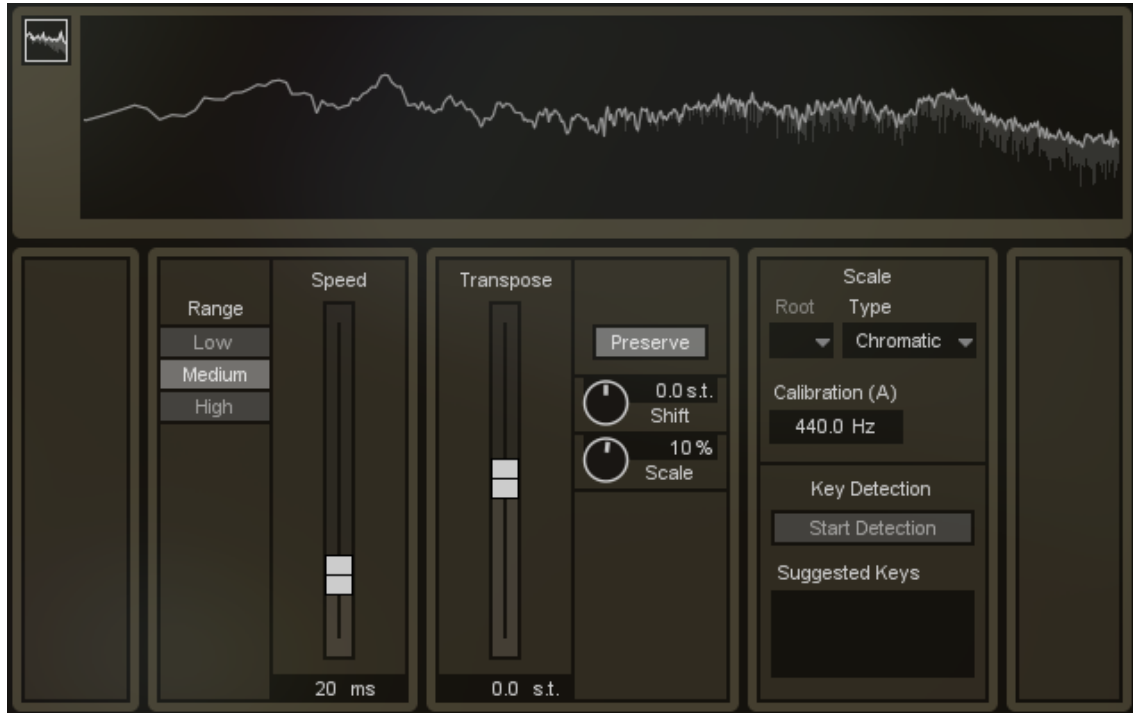 Speed
Range
Low
Medium
High
20 ms
Transpose
0.0 s.t.
Preserve
0.0 s.t.
Shift
10 %
Scale
Scale
Root Type
Chromatic
Calibration (A)
440.0 Hz
Key Detection
Start Detection
Suggested Keys